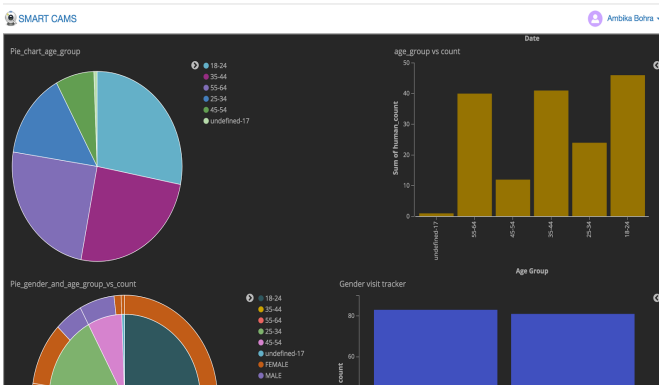 SMART CAMS
Ambika Bohra
Date
Pie_chart_age_group
18-24
35-44
55-64
25-34
45-54
undefined-17
age_group vs count
50
40
30
20
10
0
Sum of human_count
undefined-17
55-64
45-54
35-44
25-34
18-24
Age Group
Pie_gender_and_age_group_vs_count
18-24
35-44
55-64
25-34
45-54
undefined-17
FEMALE
MALE
Gender visit tracker
80
60
count